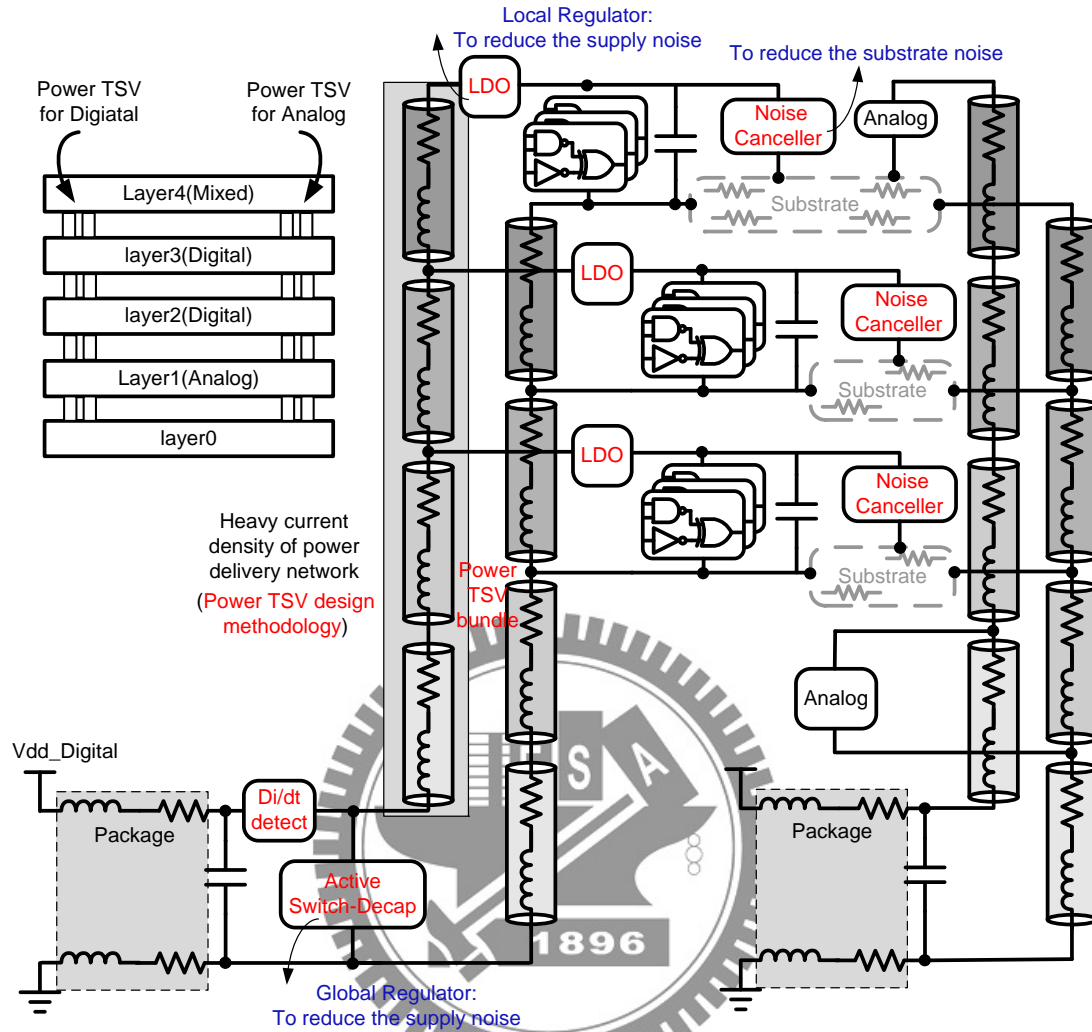 Local Regulator:
To reduce the supply noise
To reduce the substrate noise
Power TSV
for Digiatal
Power TSV
for Analog
LDO
Noise
Canceller
Analog
Layer4(Mixed)
Substrate
layer3(Digital)
LDO
layer2(Digital)
Noise
Canceller
Layer1(Analog)
Substrate
layer0
LDO
Noise
Canceller
Heavy current
density of power
delivery network
(Power TSV design
methodology)
Power
TSV
bundle
Substrate
Analog
Vdd_Digital
S A
Di/dt
detect
Package
Package
Active
Switch-Decap
1896
Global Regulator:
To reduce the supply noise